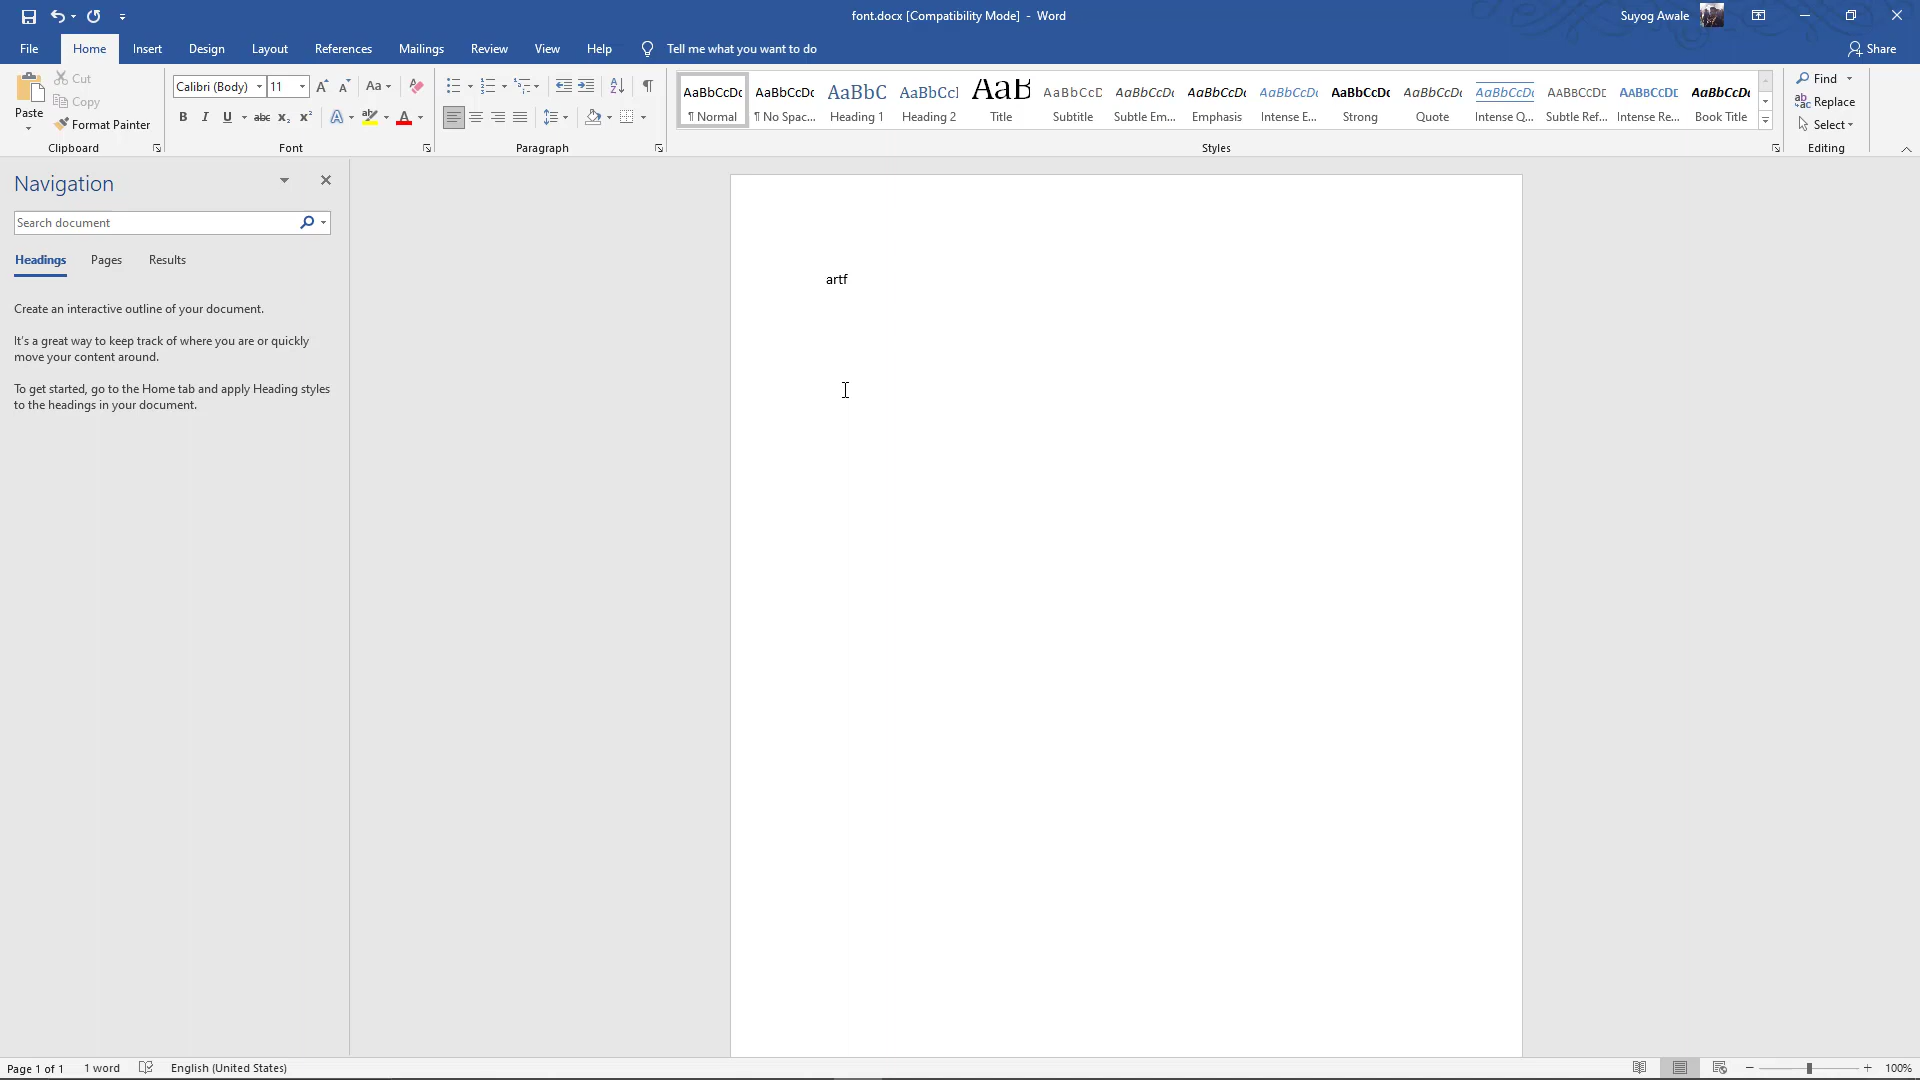 font.docx [Compatibility Mode] - Word
Suyog Awale
File Home Insert Design Layout References Mailings Review View Help Tell me what you want to do Share
Paste
Cut
Copy
Format Painter
Clipboard
Calibri (Body) 11
Aa
B I U abc x₂ x² A ab A
Font
Paragraph
AaBbCcDc AaBbCcDc AaBbC AaBbCcI AaB AaBbCcD AaBbCcDc AaBbCcDc AaBbCcDc AaBbCcDc AaBbCcDc AaBbCcDc AABBCCDE AABBCCDE AaBbCcDc
¶ Normal ¶ No Spac... Heading 1 Heading 2 Title Subtitle Subtle Em... Emphasis Intense E... Strong Quote Intense Q... Subtle Ref... Intense Re... Book Title
Styles
Find
Replace
Select
Editing
Navigation
Search document
Headings Pages Results
Create an interactive outline of your document.
It's a great way to keep track of where you are or quickly
move your content around.
To get started, go to the Home tab and apply Heading styles
to the headings in your document.
artf
Page 1 of 1 1 word English (United States) 100%